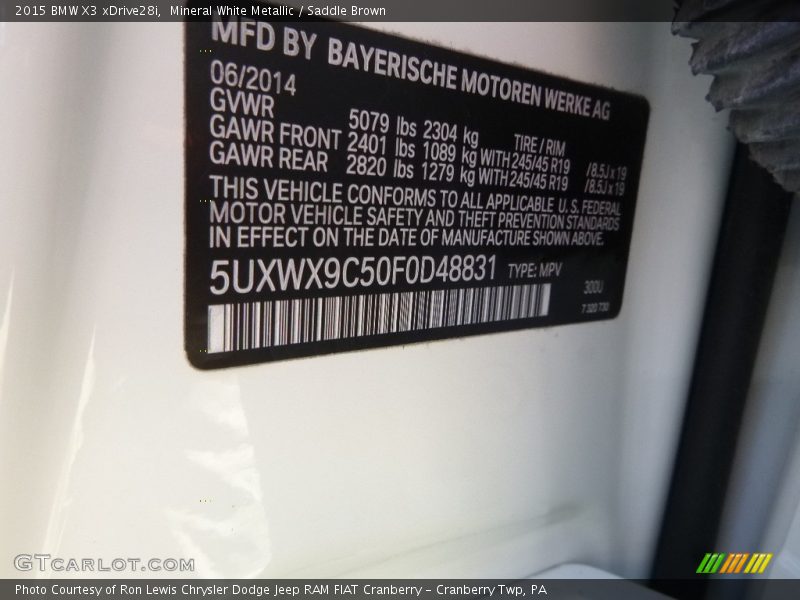 2015 BMW X3 xDrive28i, Mineral White Metallic / Saddle Brown
MFD BY BAYERISCHE MOTOREN WERKE AG
06/2014
GVWR 5079 lbs 2304 kg TIRE / RIM
GAWR FRONT 2401 lbs 1089 kg WITH 245/45 R19 /8.5J x 19
GAWR REAR 2820 lbs 1279 kg WITH 245/45 R19 /8.5J x 19
THIS VEHICLE CONFORMS TO ALL APPLICABLE U.S. FEDERAL
MOTOR VEHICLE SAFETY AND THEFT PREVENTION STANDARDS
IN EFFECT ON THE DATE OF MANUFACTURE SHOWN ABOVE.
5UXWX9C50F0D48831 TYPE: MPV
300U
7 320 730
GTCARLOT.COM
Photo Courtesy of Ron Lewis Chrysler Dodge Jeep RAM FIAT Cranberry – Cranberry Twp, PA